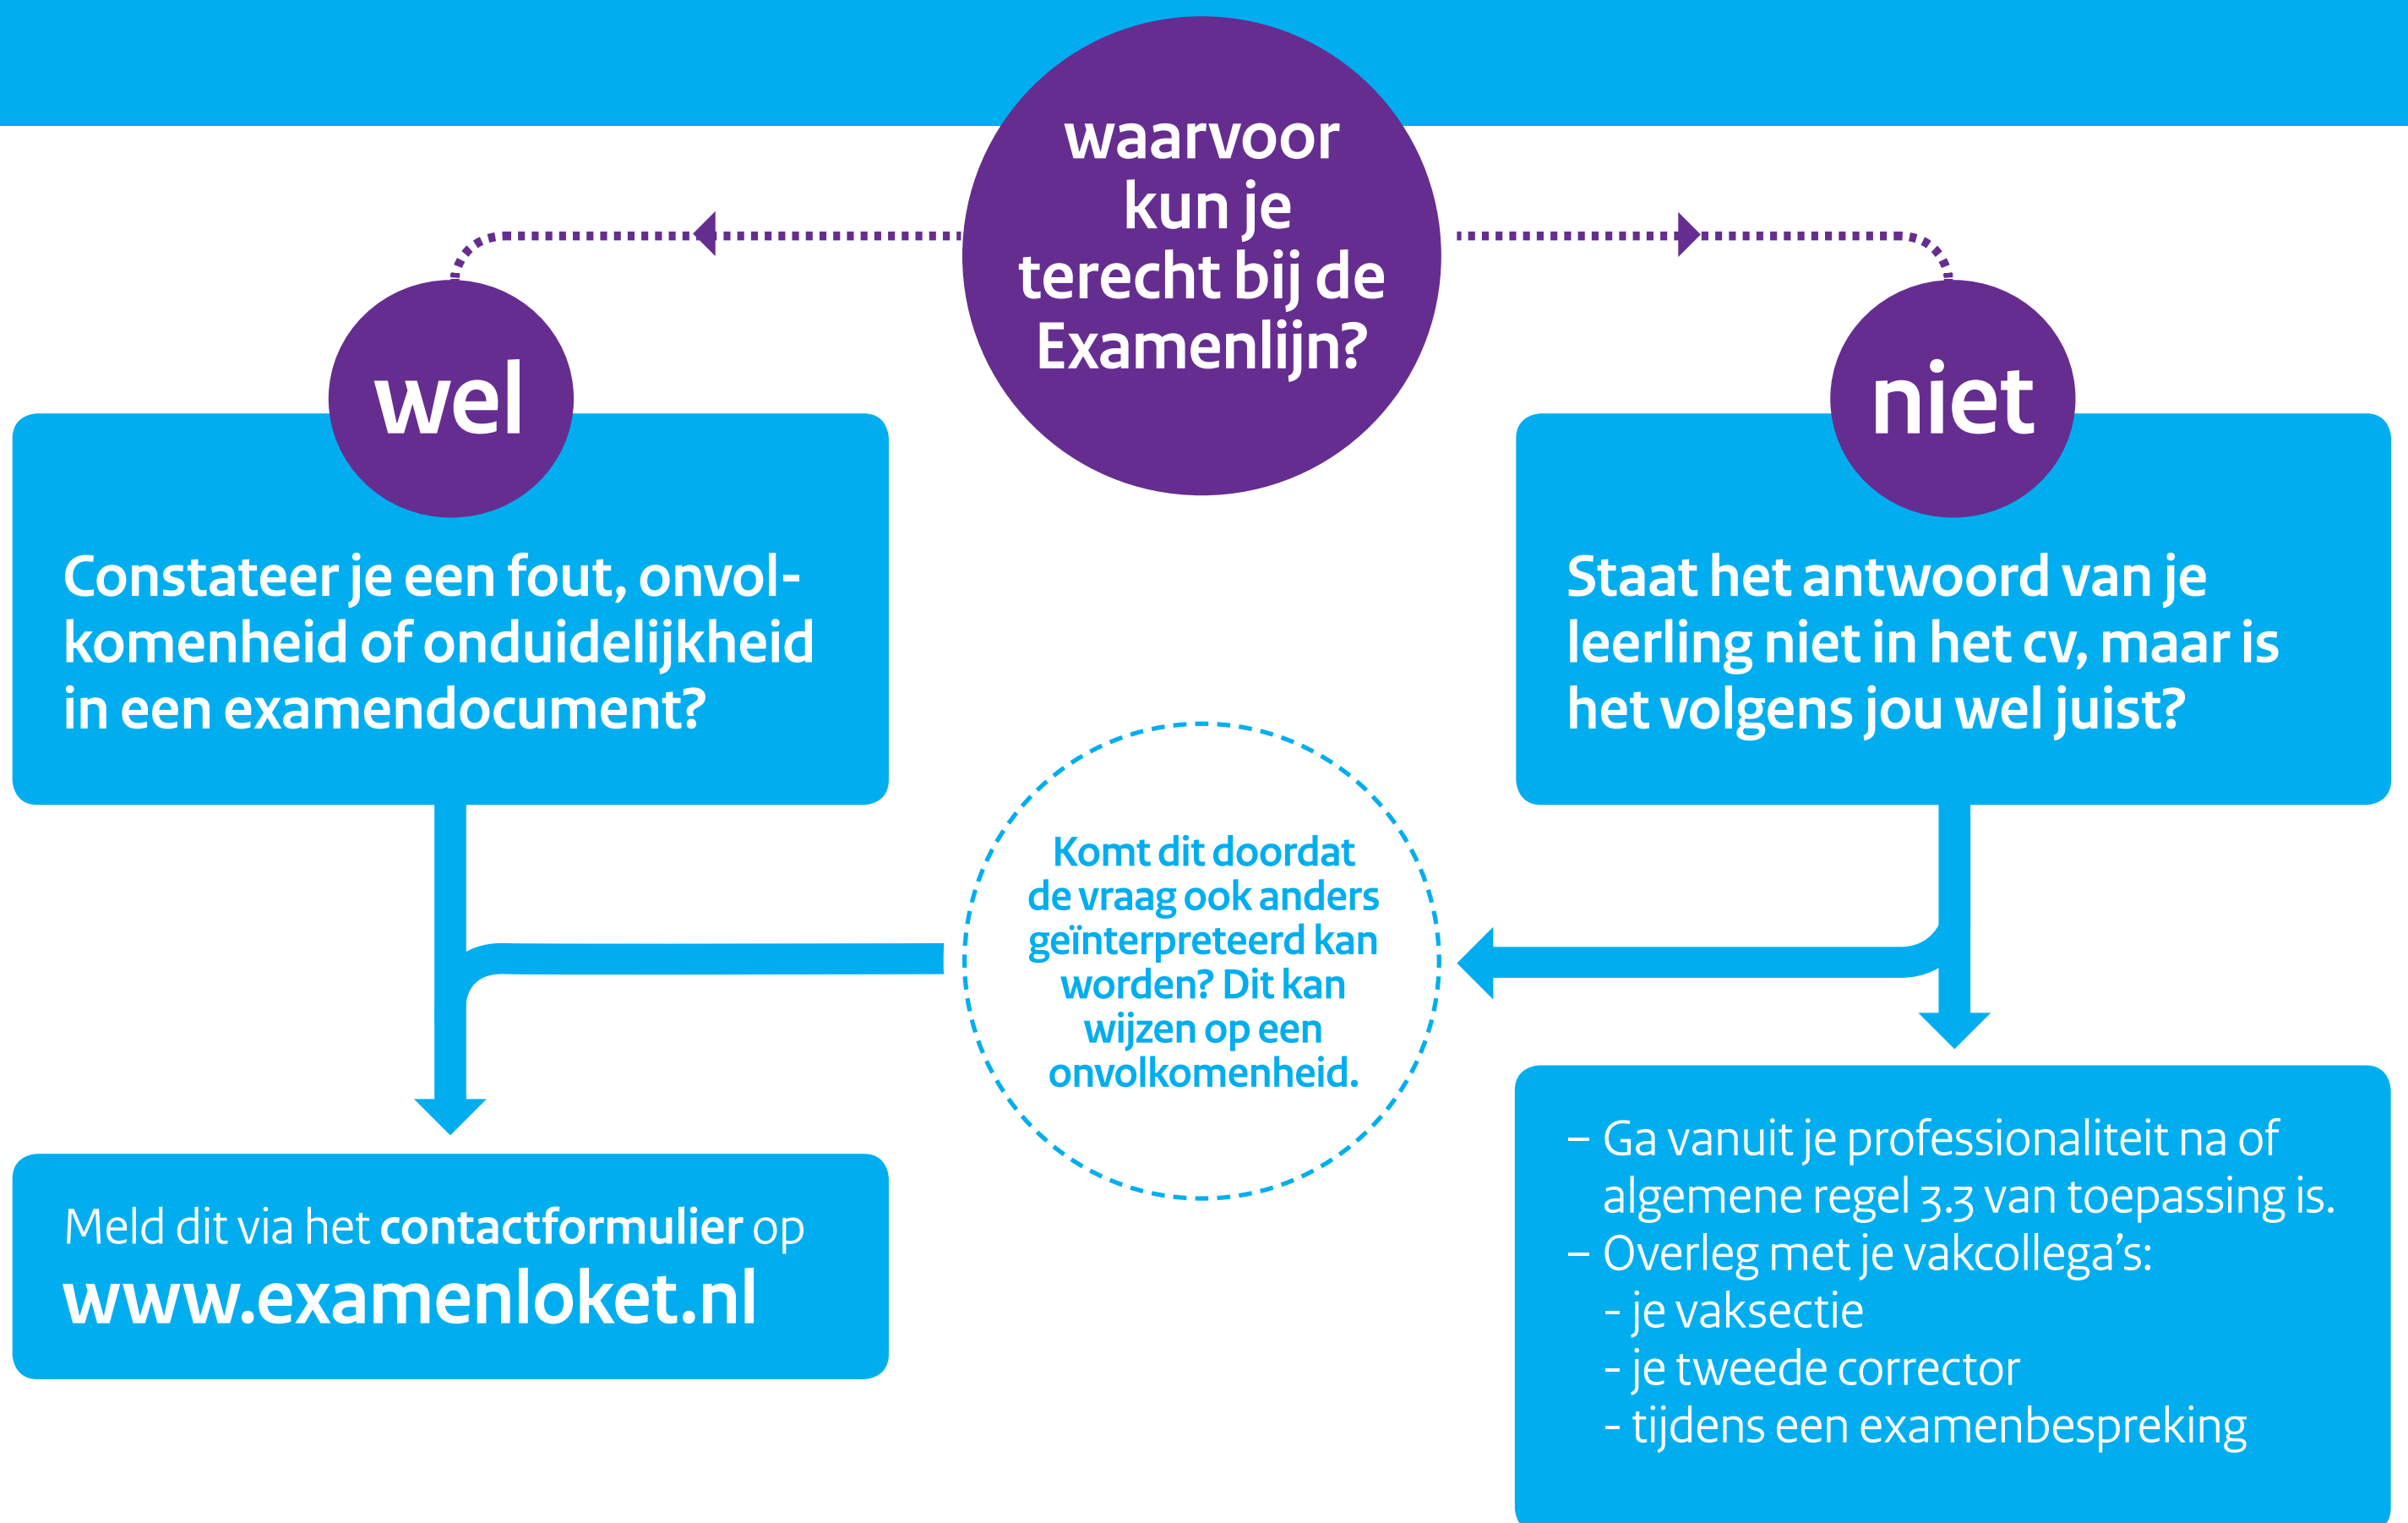 waarvoor
kun je
terecht bij de
Examenlijn?
wel
Constateer je een fout, onvol-
komenheid of onduidelijkheid
in een examendocument?
Meld dit via het contactformulier op
www.examenloket.nl
Komt dit doordat
de vraag ook anders
geïnterpreteerd kan
worden? Dit kan
wijzen op een
onvolkomenheid.
niet
Staat het antwoord van je
leerling niet in het cv, maar is
het volgens jou wel juist?
– Ga vanuit je professionaliteit na of
algemene regel 3.3 van toepassing is.
– Overleg met je vakcollega’s:
- je vaksectie
- je tweede corrector
- tijdens een examenbespreking